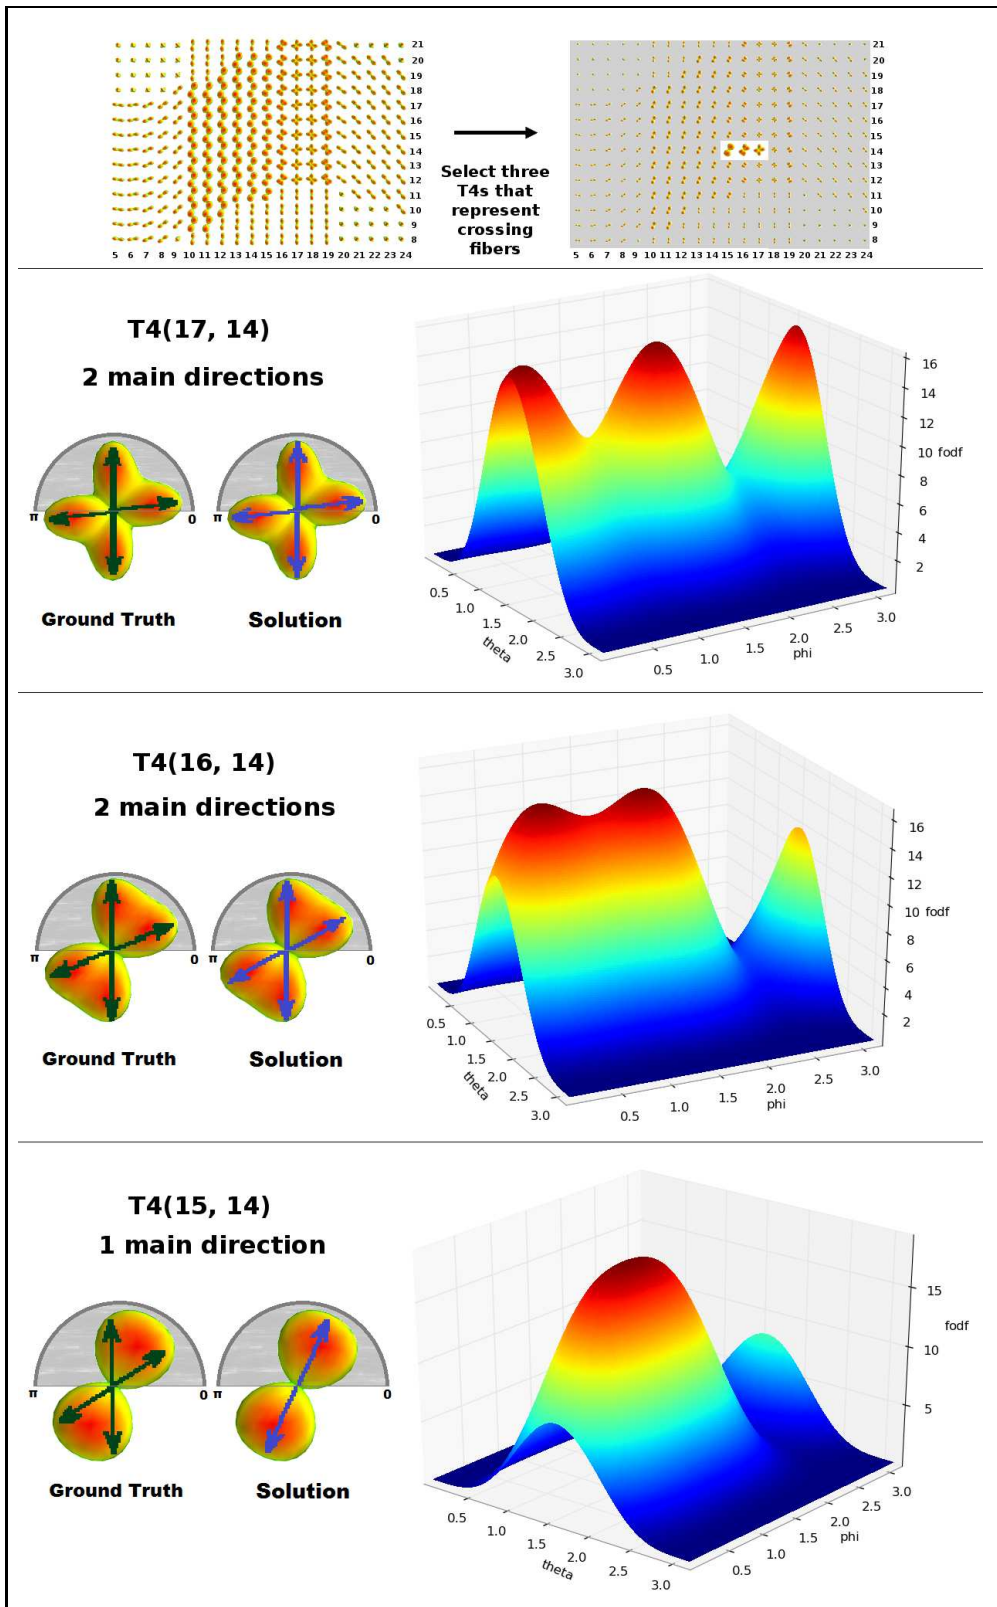 21
20
19
18
17
16
15
14
13
12
11
10
9
8
5 6 7 8 9 10 11 12 13 14 15 16 17 18 19 20 21 22 23 24
Select three
T4s that
represent
crossing
fibers
21
20
19
18
17
16
15
14
13
12
11
10
9
8
5 6 7 8 9 10 11 12 13 14 15 16 17 18 19 20 21 22 23 24
T4(17, 14)
2 main directions
π 0
π 0
Ground Truth
Solution
16
14
12
10 fodf
8
6
4
2
0.5
1.0
1.5
2.0
2.5
3.0
theta
0.5
1.0
1.5
2.0
2.5
3.0
phi
T4(16, 14)
2 main directions
π 0
π 0
Ground Truth
Solution
16
14
12
10 fodf
8
6
4
2
0.5
1.0
1.5
2.0
2.5
3.0
theta
0.5
1.0
1.5
2.0
2.5
3.0
phi
T4(15, 14)
1 main direction
π 0
π 0
Ground Truth
Solution
15
fodf
10
5
0.5
1.0
1.5
2.0
2.5
3.0
theta
0.5
1.0
1.5
2.0
2.5
3.0
phi